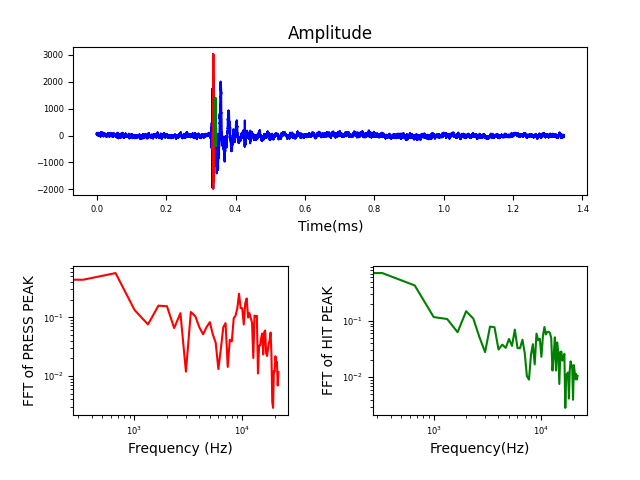 Amplitude
3000
2000
1000
0
−1000
−2000
0.0 0.2 0.4 0.6 0.8 1.0 1.2 1.4
Time(ms)
FFT of PRESS PEAK
10⁻¹
10⁻²
10³ 10⁴
Frequency (Hz)
FFT of HIT PEAK
10⁻¹
10⁻²
10³ 10⁴
Frequency(Hz)